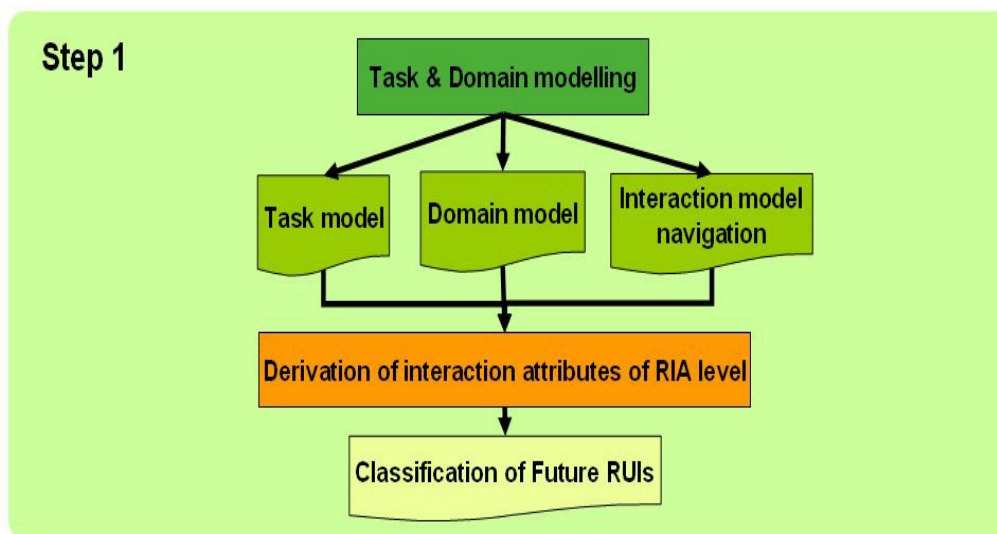 Step 1
Task & Domain modelling
Task model
Domain model
Interaction model
navigation
Derivation of interaction attributes of RIA level
Classification of Future RUIs